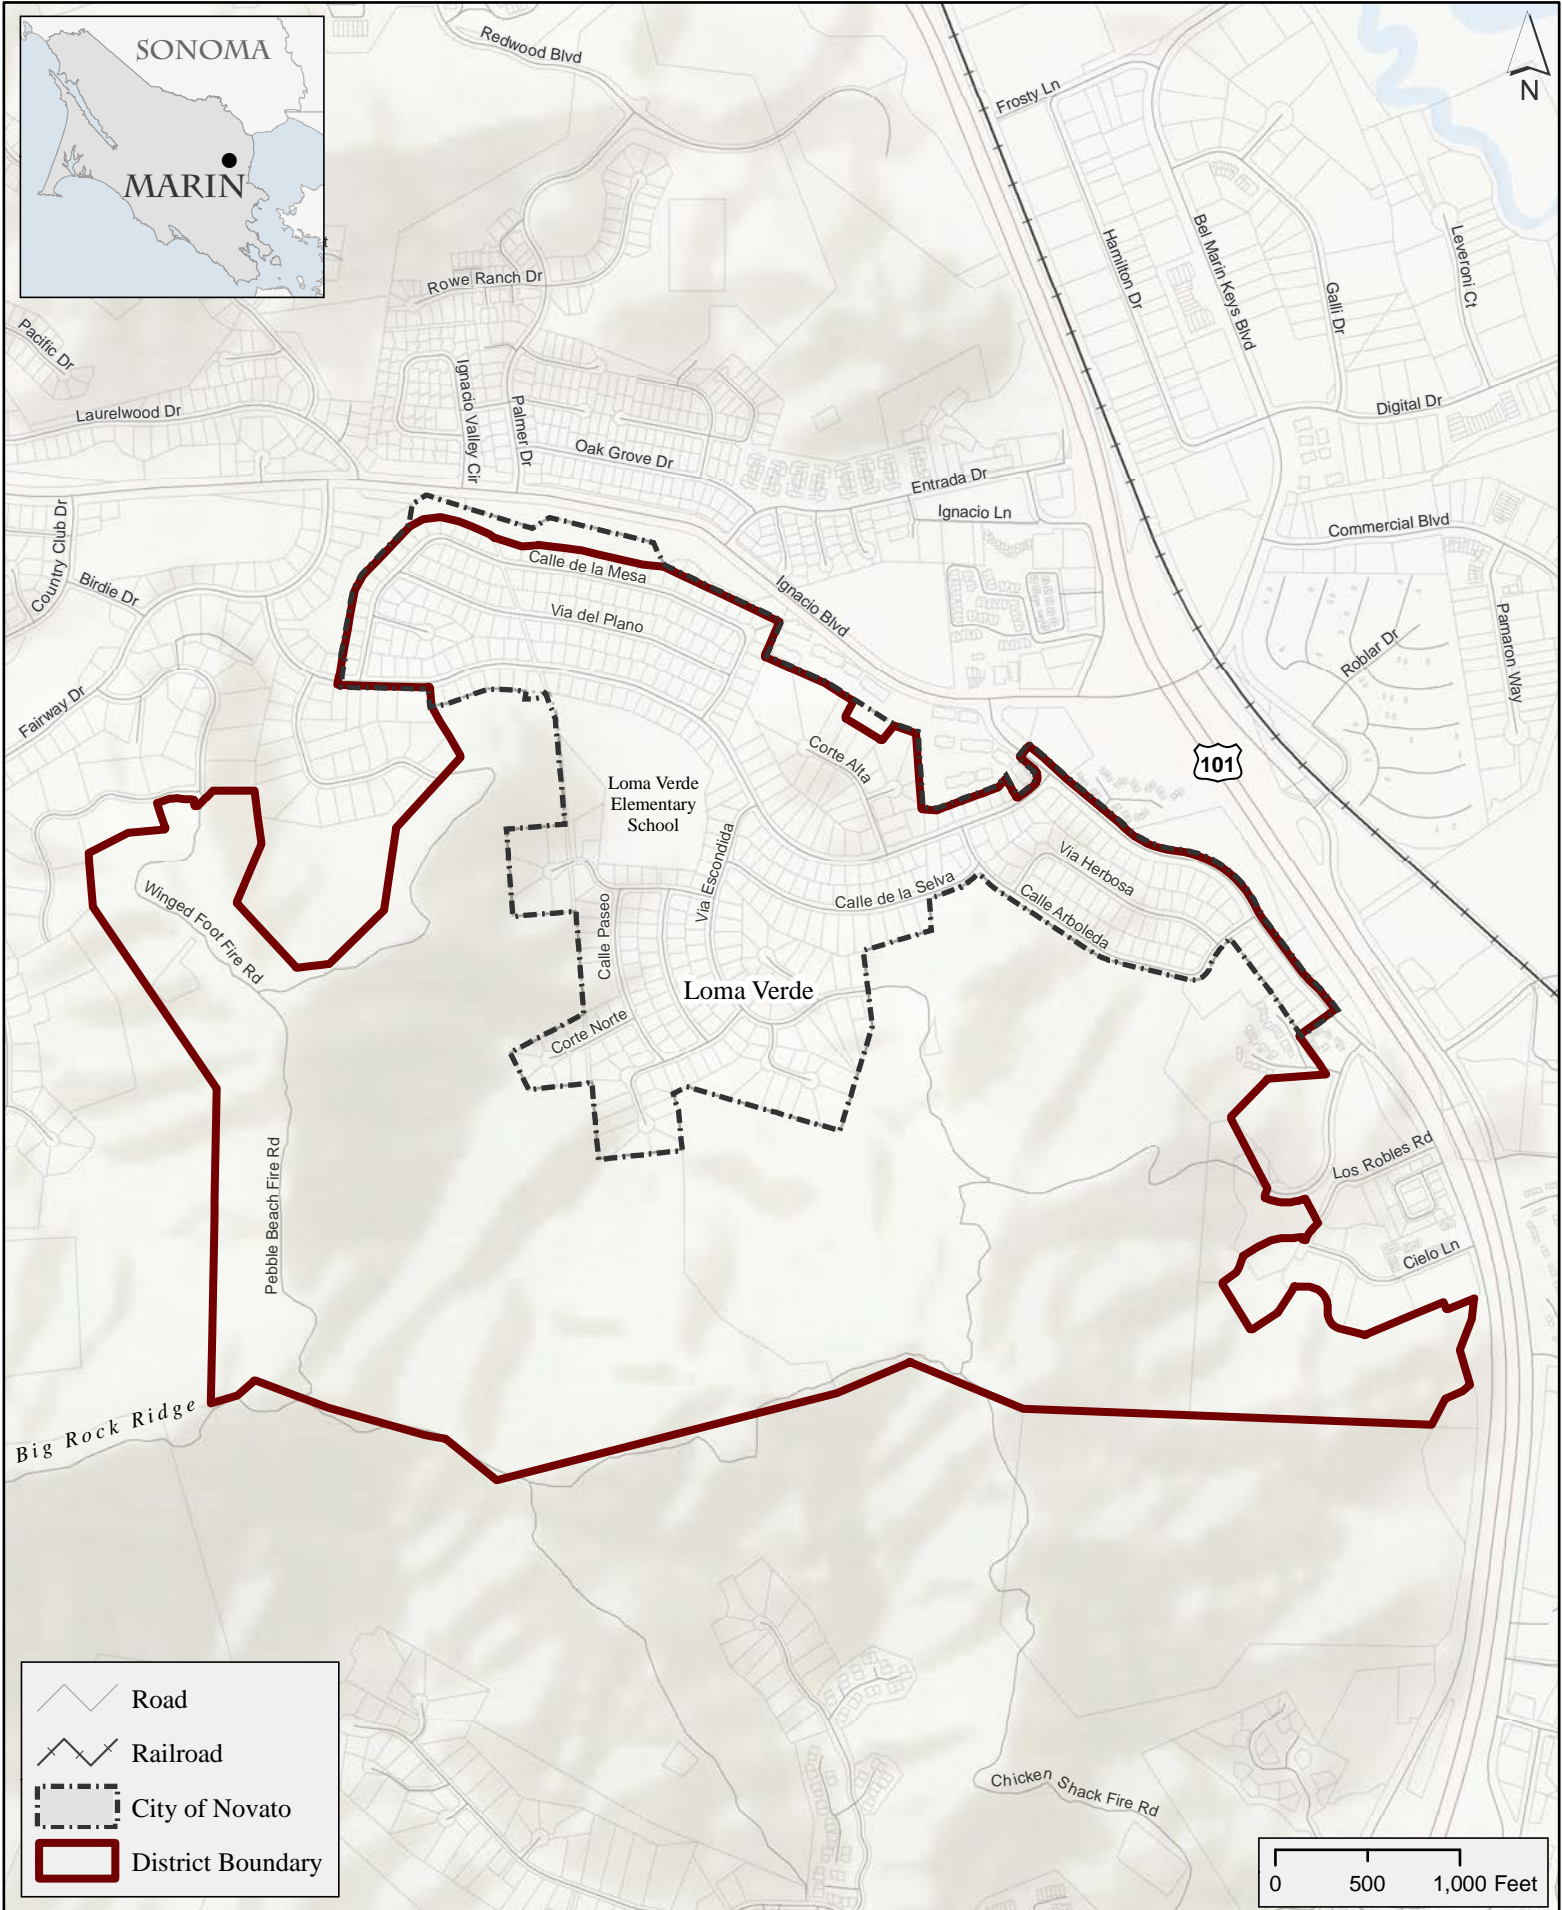 SONOMA
MARIN
N
Redwood Blvd
Frosty Ln
Hamilton Dr
Bel Marin Keys Blvd
Galli Dr
Leveroni Ct
Rowe Ranch Dr
Pacific Dr
Laurelwood Dr
Ignacio Valley Cir
Palmer Dr
Oak Grove Dr
Entrada Dr
Ignacio Ln
Digital Dr
Commercial Blvd
Country Club Dr
Birdie Dr
Calle de la Mesa
Via del Plano
Ignacio Blvd
Roblar Dr
Pamaron Way
Fairway Dr
Corte Alta
101
Loma Verde
Elementary
School
Via Escondida
Via Herbosa
Calle de la Selva
Calle Arboleda
Winged Foot Fire Rd
Calle Paseo
Loma Verde
Corte Norte
Pebble Beach Fire Rd
Los Robles Rd
Cielo Ln
Big Rock Ridge
Chicken Shack Fire Rd
Road
Railroad
City of Novato
District Boundary
0 500 1,000 Feet